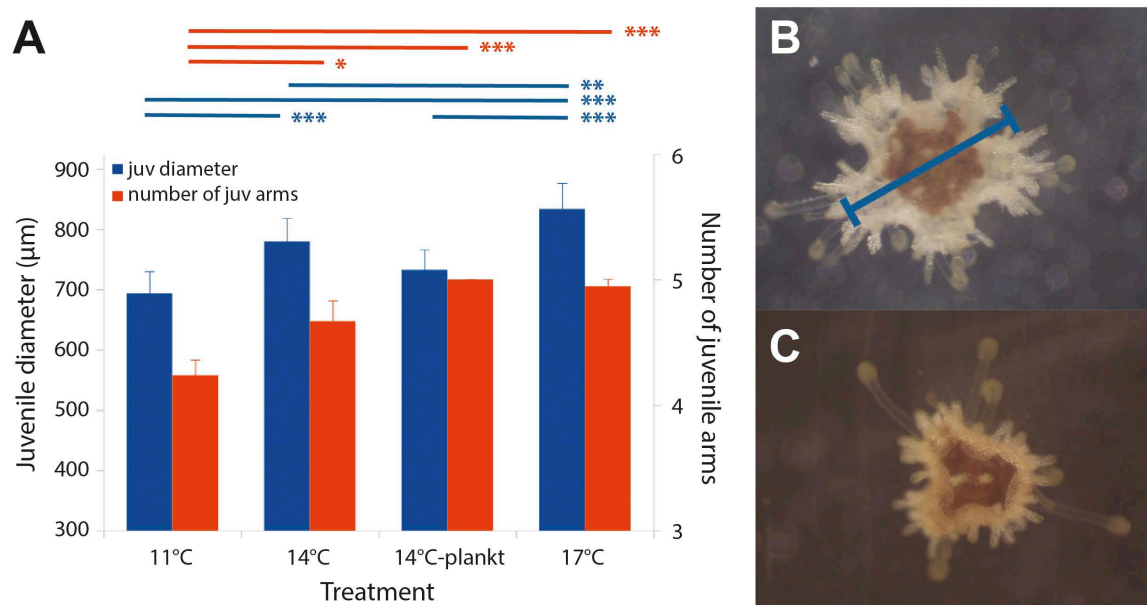 A
***
***
*
**
***
***
***
juv diameter
number of juv arms
900
800
700
600
500
400
300
Juvenile diameter (μm)
6
5
4
3
Number of juvenile arms
11°C
14°C
14°C-plankt
17°C
Treatment
B
C